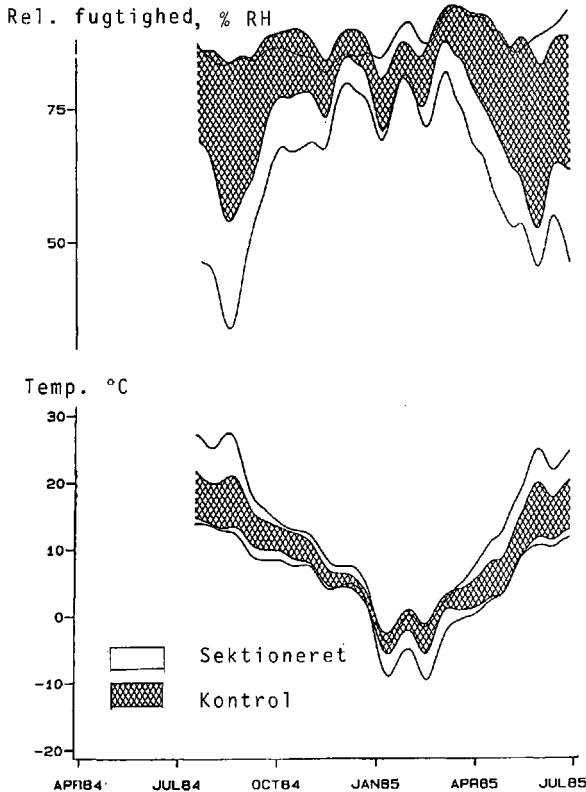 Rel. fugtighed, % RH
75
50
Temp. °C
30
20
10
0
-10
-20
Sektioneret
Kontrol
APR84 JUL84 OCT84 JAN85 APR85 JUL85